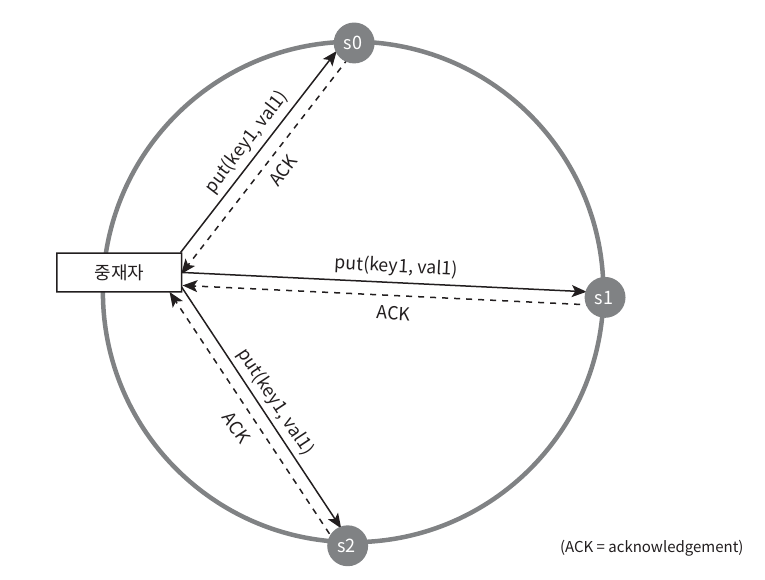 s0
put(key1, val1)
ACK
중재자
put(key1, val1)
s1
ACK
put(key1, val1)
ACK
s2
(ACK = acknowledgement)